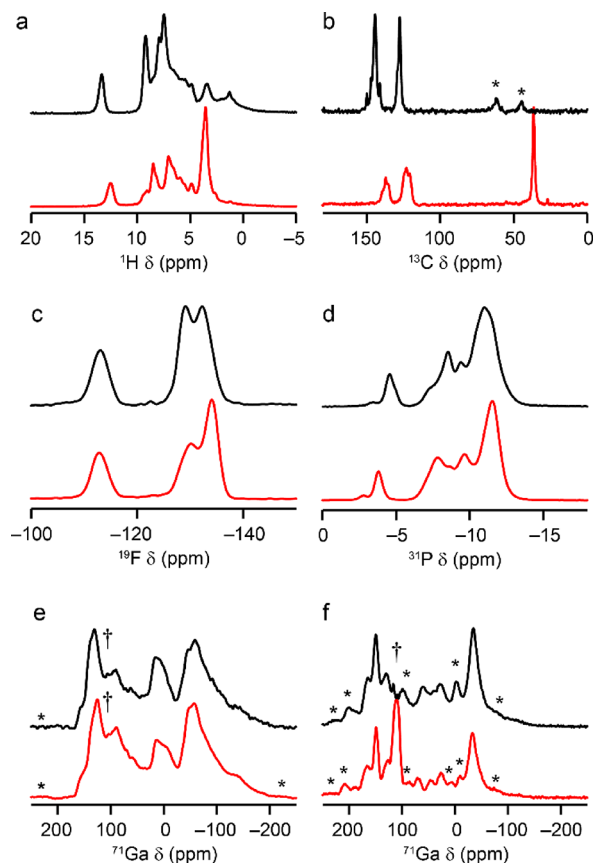 a
b
* *
20 15 10 5 0 −5
¹H δ (ppm)
150 100 50 0
¹³C δ (ppm)
c
d
−100 −120 −140
¹⁹F δ (ppm)
0 −5 −10 −15
³¹P δ (ppm)
e
†
*
†
* *
200 100 0 −100 −200
⁷¹Ga δ (ppm)
f
†
* * * * *
* * * * *
200 100 0 −100 −200
⁷¹Ga δ (ppm)